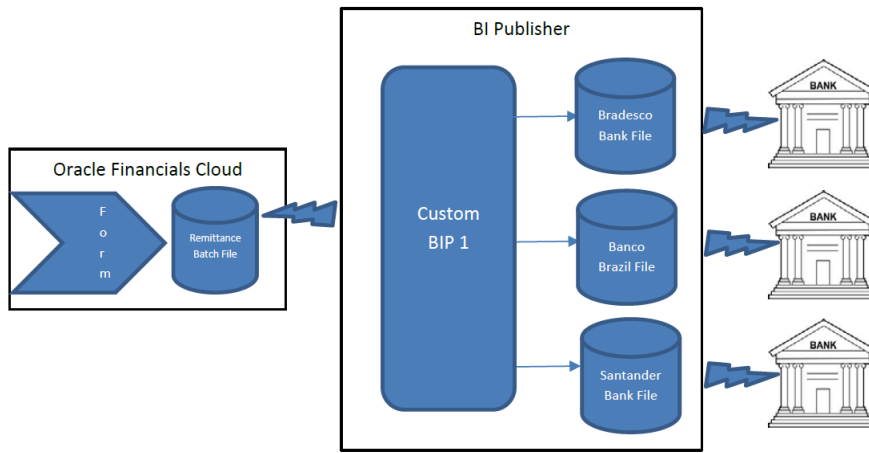 BI Publisher
Oracle Financials Cloud
F
o
r
m
Remittance
Batch File
Custom
BIP 1
Bradesco
Bank File
Banco
Brazil File
Santander
Bank File
BANK
BANK
BANK